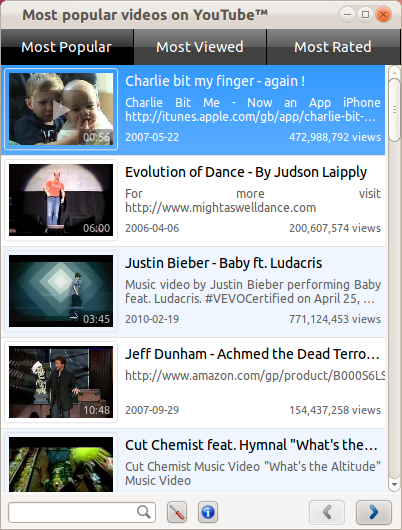 Most popular videos on YouTube™
Most Popular
Most Viewed
Most Rated
Charlie bit my finger - again !
Charlie Bit Me - Now an App iPhone
http://itunes.apple.com/gb/app/charlie-bit-...
00:56
2007-05-22
472,988,792 views
Evolution of Dance - By Judson Laipply
For more visit
http://www.mightaswelldance.com
06:00
2006-04-06
200,607,574 views
Justin Bieber - Baby ft. Ludacris
Music video by Justin Bieber performing Baby
feat. Ludacris. #VEVOCertified on April 25, ...
03:45
2010-02-19
771,124,453 views
Jeff Dunham - Achmed the Dead Terro...
http://www.amazon.com/gp/product/B000S6LS
10:48
2007-09-29
154,437,258 views
Cut Chemist feat. Hymnal "What's the...
Cut Chemist Music Video "What's the Altitude"
Music Video